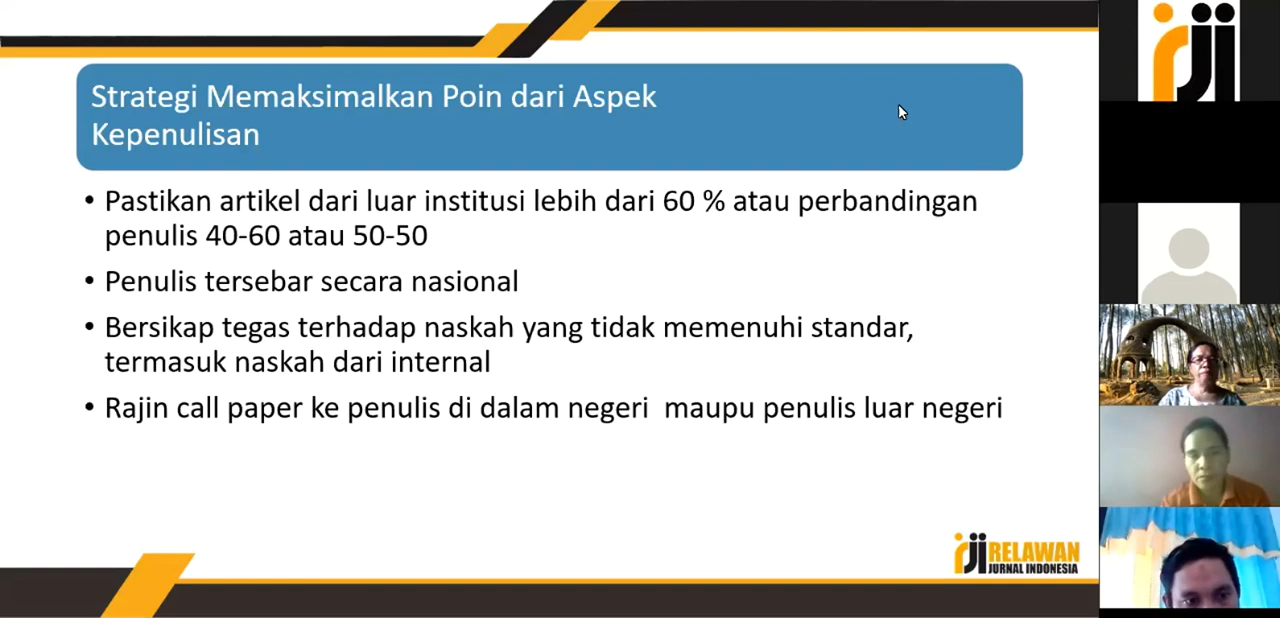 Strategi Memaksimalkan Poin dari Aspek
Kepenulisan
• Pastikan artikel dari luar institusi lebih dari 60 % atau perbandingan
penulis 40-60 atau 50-50
• Penulis tersebar secara nasional
• Bersikap tegas terhadap naskah yang tidak memenuhi standar,
termasuk naskah dari internal
• Rajin call paper ke penulis di dalam negeri  maupu penulis luar negeri
rji RELAWAN
JURNAL INDONESIA
rji